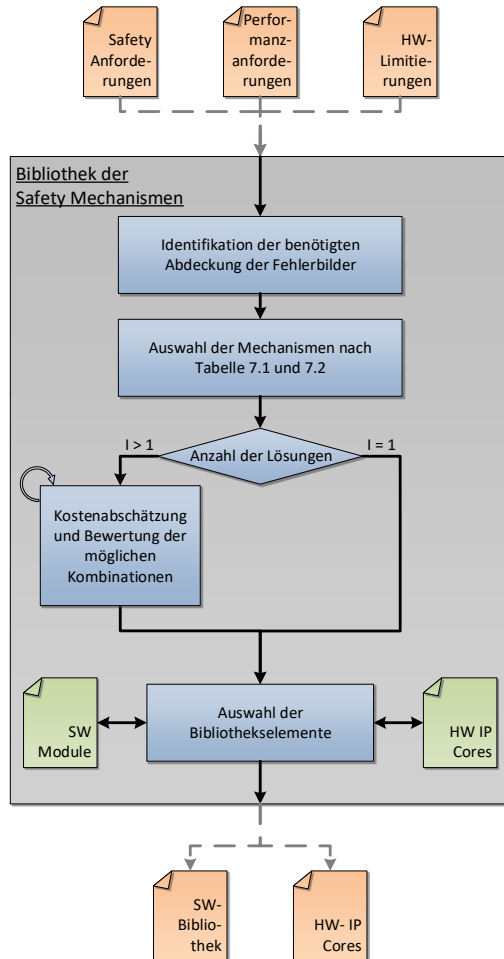 Safety
Anforde-
rungen
Perfor-
manz-
anforde-
rungen
HW-
Limitie-
rungen
Bibliothek der
Safety Mechanismen
Identifikation der benötigten
Abdeckung der Fehlerbilder
Auswahl der Mechanismen nach
Tabelle 7.1 und 7.2
I > 1
Anzahl der Lösungen
I = 1
Kostenabschätzung
und Bewertung der
möglichen
Kombinationen
SW
Module
Auswahl der
Bibliothekselemente
HW IP
Cores
SW-
Biblio-
thek
HW- IP
Cores